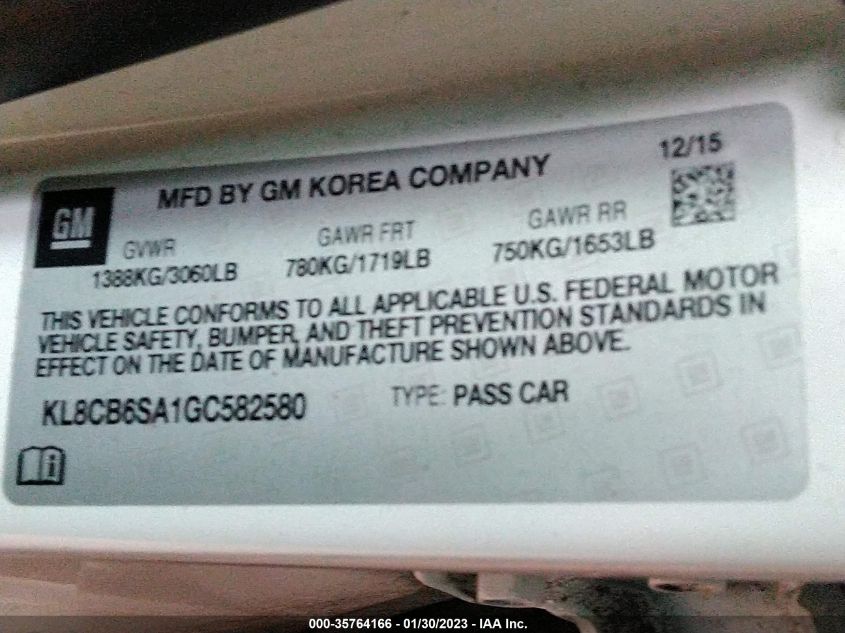 12/15
MFD BY GM KOREA COMPANY
GM
GVWR GAWR FRT GAWR RR
1388KG/3060LB 780KG/1719LB 750KG/1653LB
THIS VEHICLE CONFORMS TO ALL APPLICABLE U.S. FEDERAL MOTOR
VEHICLE SAFETY, BUMPER, AND THEFT PREVENTION STANDARDS IN
EFFECT ON THE DATE OF MANUFACTURE SHOWN ABOVE.
KL8CB6SA1GC582580 TYPE: PASS CAR
000-35764166 - 01/30/2023 - IAA Inc.